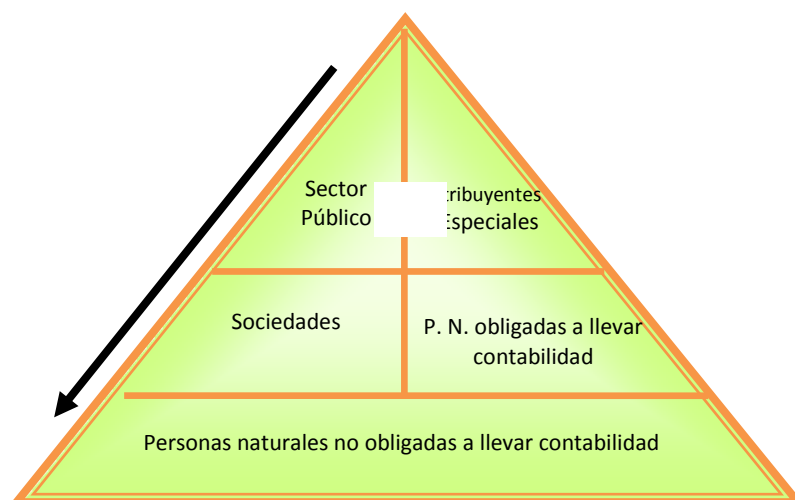 Sector
Público
tribuyentes
Especiales
Sociedades
P. N. obligadas a llevar
contabilidad
Personas naturales no obligadas a llevar contabilidad